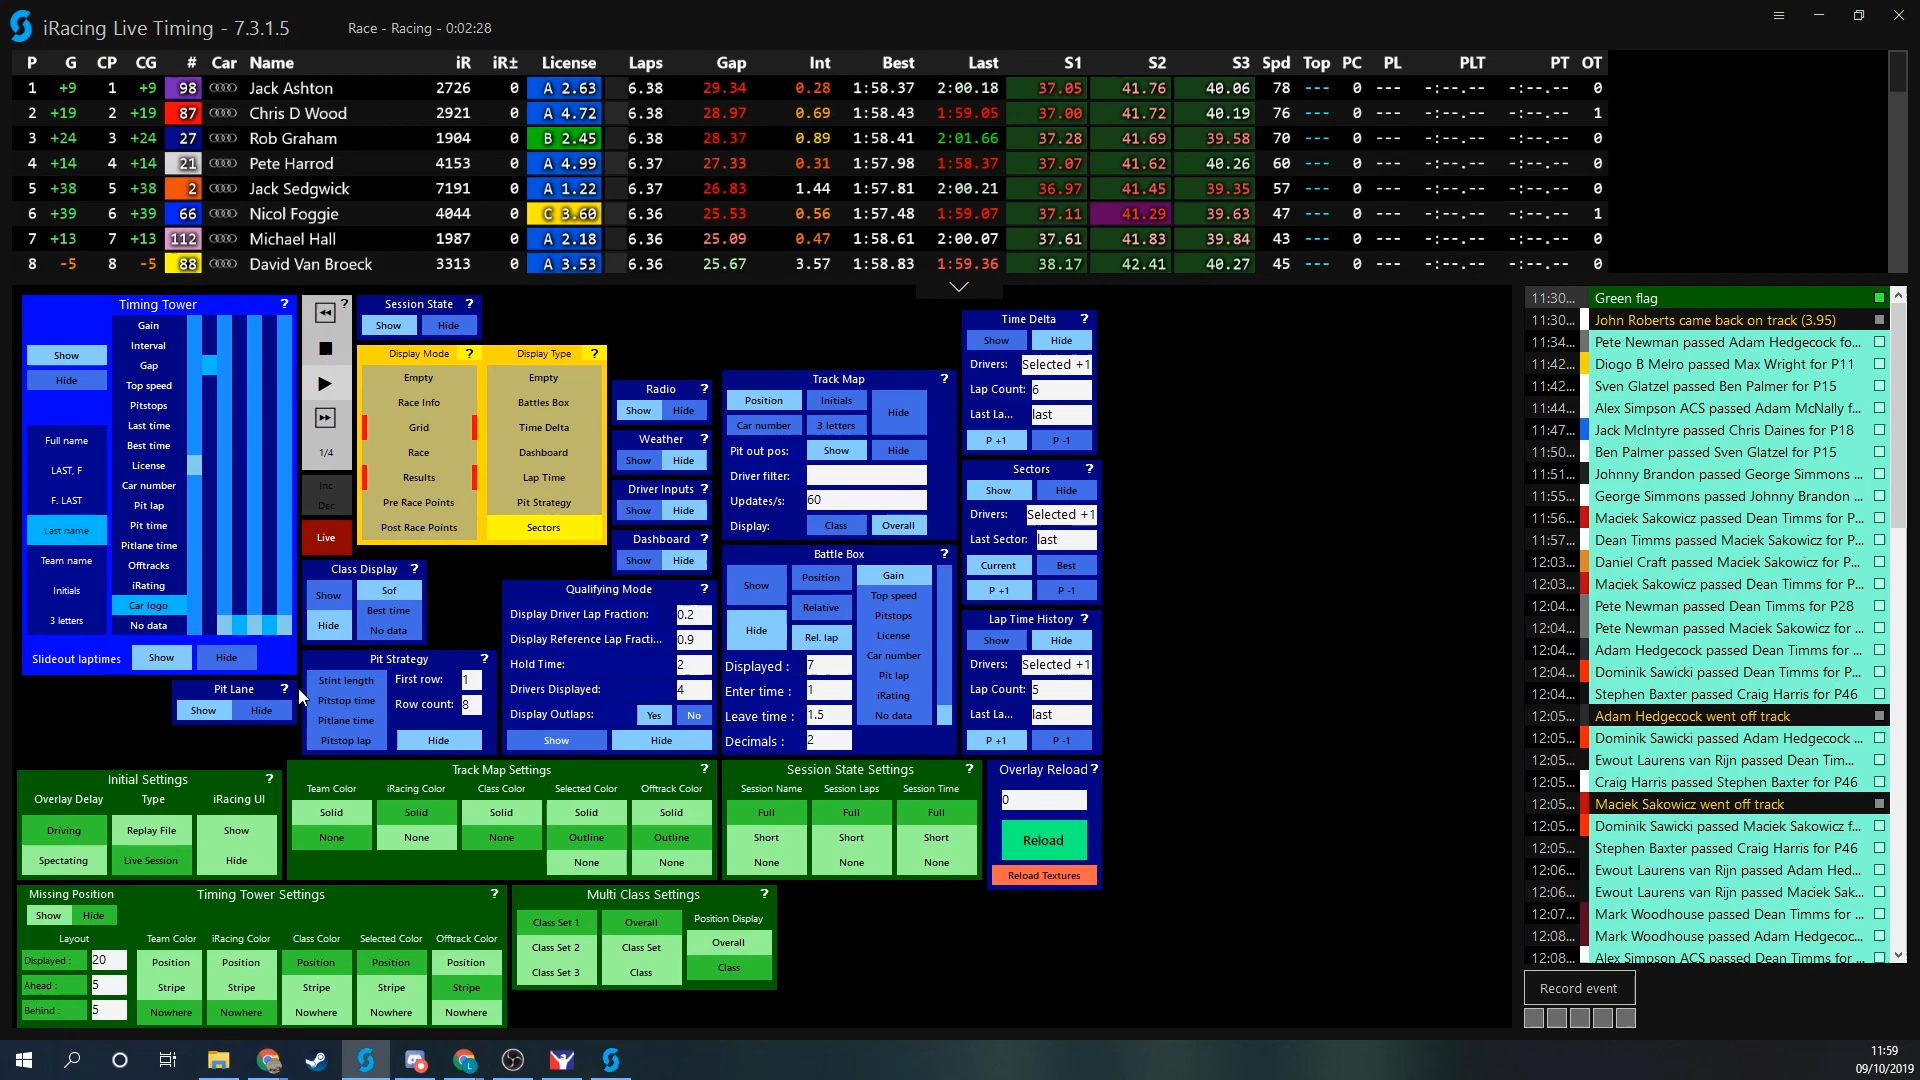 iRacing Live Timing - 7.3.1.5
Race - Racing - 0:02:28
P G CP CG # Car Name iR iR± License Laps Gap Int Best Last S1 S2 S3 Spd Top PC PL PLT PT OT
1 +9 1 +9 98 Jack Ashton 2726 0 A 2.63 6.38 29.34 0.28 1:58.37 2:00.18 37.05 41.76 40.06 78 --- 0 --- -:--.-- -:--.-- 0
2 +19 2 +19 87 Chris D Wood 2921 0 A 4.72 6.38 28.97 0.69 1:58.43 1:59.05 37.00 41.72 40.19 76 --- 0 --- -:--.-- -:--.-- 1
3 +24 3 +24 27 Rob Graham 1904 0 B 2.45 6.38 28.37 0.89 1:58.41 2:01.66 37.28 41.69 39.58 70 --- 0 --- -:--.-- -:--.-- 0
4 +14 4 +14 21 Pete Harrod 4153 0 A 4.99 6.37 27.33 0.31 1:57.98 1:58.37 37.07 41.62 40.26 60 --- 0 --- -:--.-- -:--.-- 0
5 +38 5 +38 2 Jack Sedgwick 7191 0 A 1.22 6.37 26.83 1.44 1:57.81 2:00.21 36.97 41.45 39.35 57 --- 0 --- -:--.-- -:--.-- 0
6 +39 6 +39 66 Nicol Foggie 4044 0 C 3.60 6.36 25.53 0.56 1:57.48 1:59.07 37.11 41.29 39.63 47 --- 0 --- -:--.-- -:--.-- 1
7 +13 7 +13 112 Michael Hall 1987 0 A 2.18 6.36 25.09 0.47 1:58.61 2:00.07 37.61 41.83 39.84 43 --- 0 --- -:--.-- -:--.-- 0
8 -5 8 -5 88 David Van Broeck 3313 0 A 3.53 6.36 25.67 3.57 1:58.83 1:59.36 38.17 42.41 40.27 45 --- 0 --- -:--.-- -:--.-- 0
Timing Tower ?
Show
Hide
Full name
LAST, F
F. LAST
Last name
Team name
Initials
3 letters
Gain
Interval
Gap
Top speed
Pitstops
Last time
Best time
License
Car number
Pit lap
Pit time
Pitlane time
Offtracks
iRating
Car logo
No data
Slideout laptimes Show Hide
Pit Lane ?
Show Hide
?
1/4
Inc
Dec
Live
Session State ?
Show Hide
Display Mode ?
Empty
Race Info
Grid
Race
Results
Pre Race Points
Post Race Points
Display Type ?
Empty
Battles Box
Time Delta
Dashboard
Lap Time
Pit Strategy
Sectors
Class Display ?
Show
Hide
Sof
Best time
No data
Pit Strategy ?
Stint length
Pitstop time
Pitlane time
Pitstop lap
First row: 1
Row count: 8
Hide
Radio ?
Show Hide
Weather ?
Show Hide
Driver Inputs ?
Show Hide
Dashboard ?
Show Hide
Qualifying Mode ?
Display Driver Lap Fraction: 0.2
Display Reference Lap Fracti... 0.9
Hold Time: 2
Drivers Displayed: 4
Display Outlaps: Yes No
Show Hide
Track Map ?
Position Initials Hide
Car number 3 letters
Pit out pos: Show Hide
Driver filter:
Updates/s: 60
Display: Class Overall
Battle Box ?
Show
Hide
Position
Relative
Rel. lap
Gain
Top speed
Pitstops
License
Car number
Pit lap
iRating
No data
Displayed : 7
Enter time : 1
Leave time : 1.5
Decimals : 2
Time Delta ?
Show Hide
Drivers: Selected +1
Lap Count: 6
Last La... last
P +1 P -1
Sectors ?
Show Hide
Drivers: Selected +1
Last Sector: last
Current Best
P +1 P -1
Lap Time History ?
Show Hide
Drivers: Selected +1
Lap Count: 5
Last La... last
P +1 P -1
Initial Settings ?
Overlay Delay Type iRacing UI
Driving Replay File Show
Spectating Live Session Hide
Track Map Settings ?
Team Color iRacing Color Class Color Selected Color Offtrack Color
Solid Solid Solid Solid Solid
None None None Outline Outline
None None
Session State Settings ?
Session Name Session Laps Session Time
Full Full Full
Short Short Short
None None None
Overlay Reload ?
0
Reload
Reload Textures
Missing Position
Show Hide
Timing Tower Settings ?
Layout
Displayed : 20
Ahead : 5
Behind : 5
Team Color iRacing Color Class Color Selected Color Offtrack Color
Position Position Position Position Position
Stripe Stripe Stripe Stripe Stripe
Nowhere Nowhere Nowhere Nowhere Nowhere
Multi Class Settings ?
Class Set 1 Overall Position Display
Class Set 2 Class Set Overall
Class Set 3 Class Class
11:30... Green flag
11:30... John Roberts came back on track (3.95)
11:34... Pete Newman passed Adam Hedgecock fo...
11:42... Diogo B Melro passed Max Wright for P11
11:42... Sven Glatzel passed Ben Palmer for P15
11:44... Alex Simpson ACS passed Adam McNally f...
11:47... Jack McIntyre passed Chris Daines for P18
11:50... Ben Palmer passed Sven Glatzel for P15
11:51... Johnny Brandon passed George Simmons ...
11:55... George Simmons passed Johnny Brandon ...
11:56... Maciek Sakowicz passed Dean Timms for P...
11:57... Dean Timms passed Maciek Sakowicz for P...
12:03... Daniel Craft passed Maciek Sakowicz for P...
12:03... Maciek Sakowicz passed Dean Timms for P...
12:04... Pete Newman passed Dean Timms for P28
12:04... Pete Newman passed Maciek Sakowicz for P...
12:04... Adam Hedgecock passed Dean Timms for P...
12:04... Dominik Sawicki passed Dean Timms for P...
12:04... Stephen Baxter passed Craig Harris for P46
12:05... Adam Hedgecock went off track
12:05... Dominik Sawicki passed Adam Hedgecock ...
12:05... Ewout Laurens van Rijn passed Dean Tim...
12:05... Craig Harris passed Stephen Baxter for P46
12:05... Maciek Sakowicz went off track
12:05... Dominik Sawicki passed Maciek Sakowicz f...
12:05... Stephen Baxter passed Craig Harris for P46
12:05... Ewout Laurens van Rijn passed Adam Hed...
12:06... Ewout Laurens van Rijn passed Maciek Sak...
12:07... Mark Woodhouse passed Dean Timms for ...
12:08... Mark Woodhouse passed Adam Hedgecoc...
12:08... Alex Simpson ACS passed Dean Timms for P...
Record event
11:59
09/10/2019